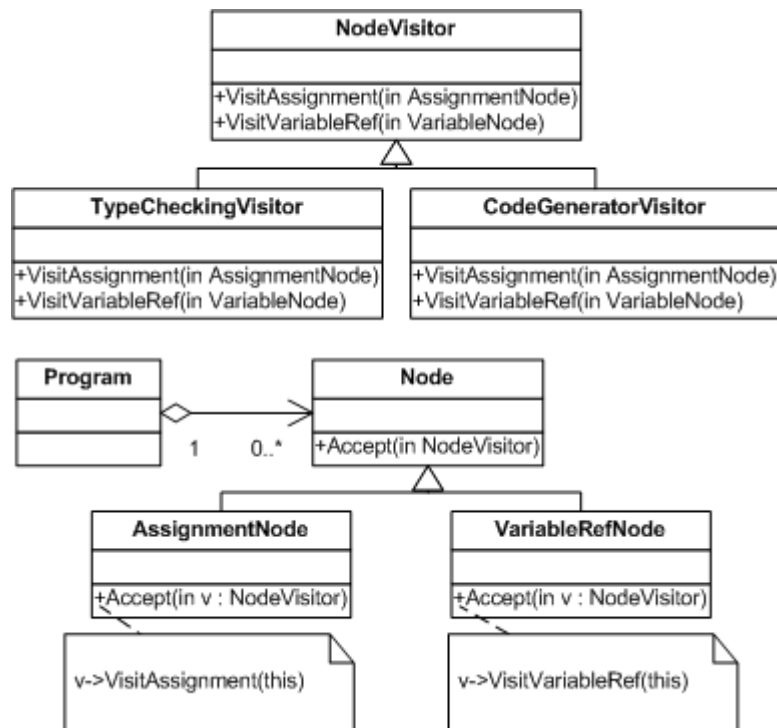 NodeVisitor
+VisitAssignment(in AssignmentNode)
+VisitVariableRef(in VariableNode)
TypeCheckingVisitor
+VisitAssignment(in AssignmentNode)
+VisitVariableRef(in VariableNode)
CodeGeneratorVisitor
+VisitAssignment(in AssignmentNode)
+VisitVariableRef(in VariableNode)
Program
1
0..*
Node
+Accept(in NodeVisitor)
AssignmentNode
+Accept(in v : NodeVisitor)
v->VisitAssignment(this)
VariableRefNode
+Accept(in v : NodeVisitor)
v->VisitVariableRef(this)